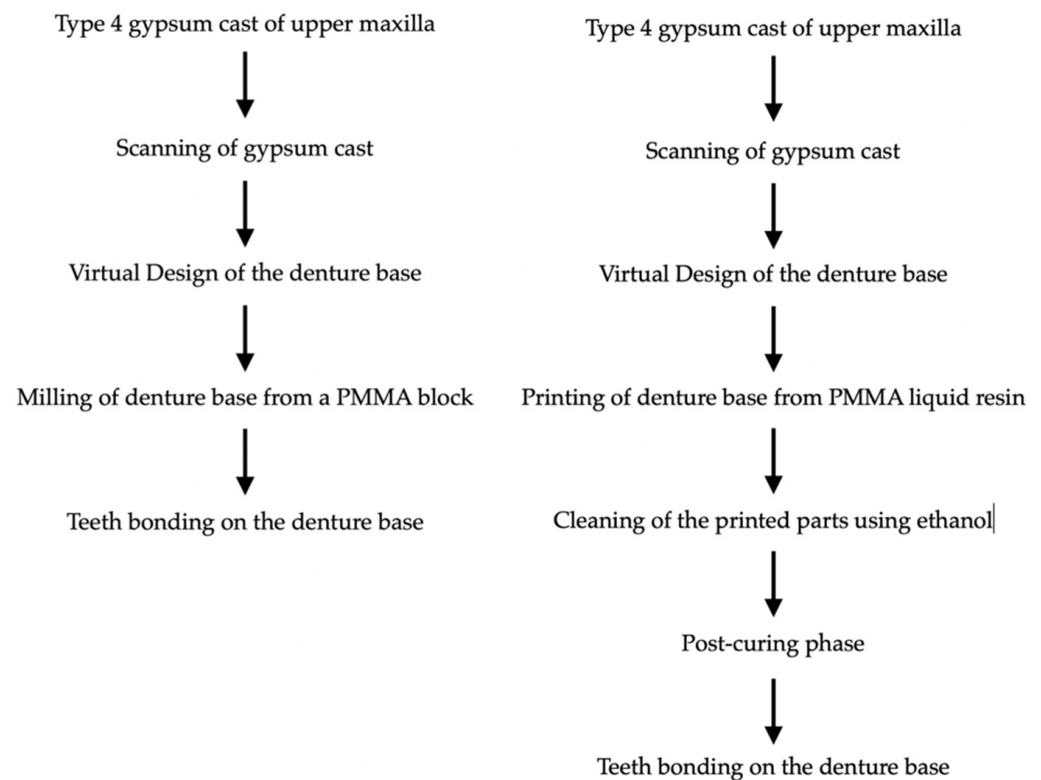 Type 4 gypsum cast of upper maxilla
Scanning of gypsum cast
Virtual Design of the denture base
Milling of denture base from a PMMA block
Teeth bonding on the denture base
Type 4 gypsum cast of upper maxilla
Scanning of gypsum cast
Virtual Design of the denture base
Printing of denture base from PMMA liquid resin
Cleaning of the printed parts using ethanol
Post-curing phase
Teeth bonding on the denture base